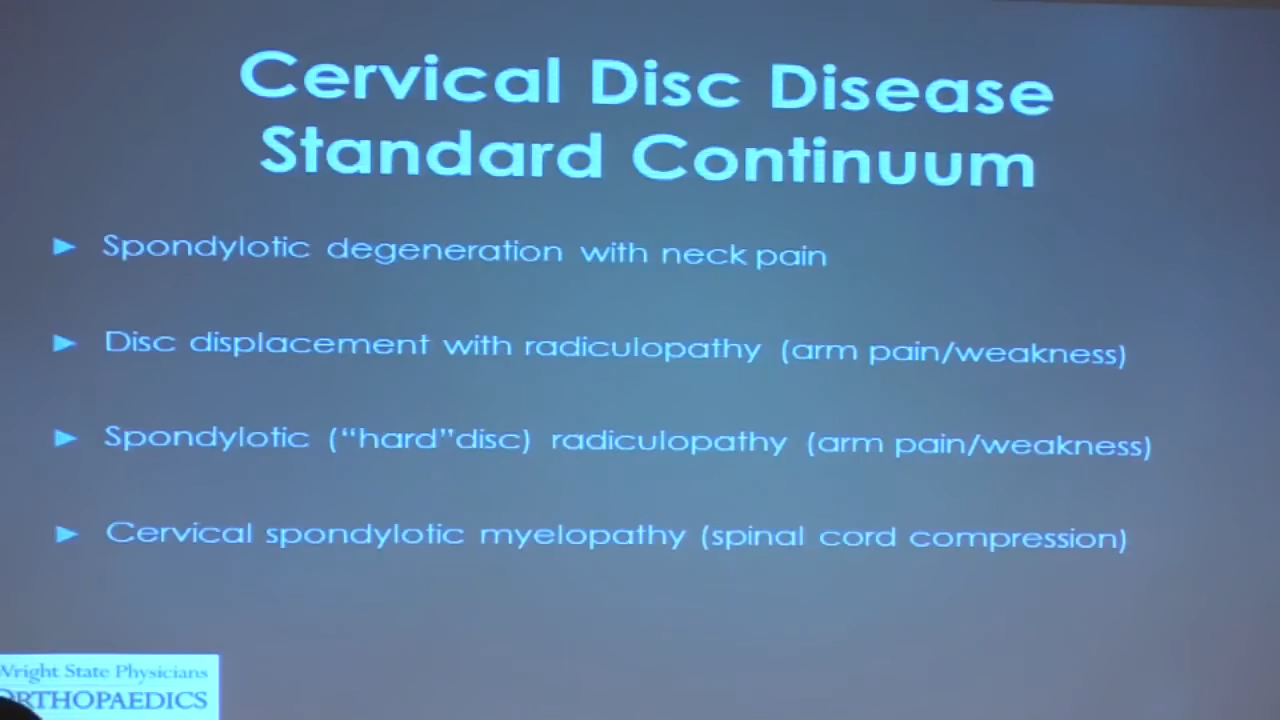 Cervical Disc Disease
Standard Continuum
► Spondylotic degeneration with neck pain
► Disc displacement with radiculopathy (arm pain/weakness)
► Spondylotic (“hard”disc) radiculopathy (arm pain/weakness)
► Cervical spondylotic myelopathy (spinal cord compression)
Wright State Physicians
ORTHOPAEDICS